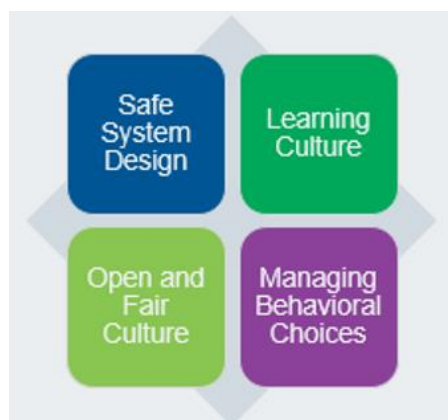 Safe
System
Design
Learning
Culture
Open and
Fair
Culture
Managing
Behavioral
Choices